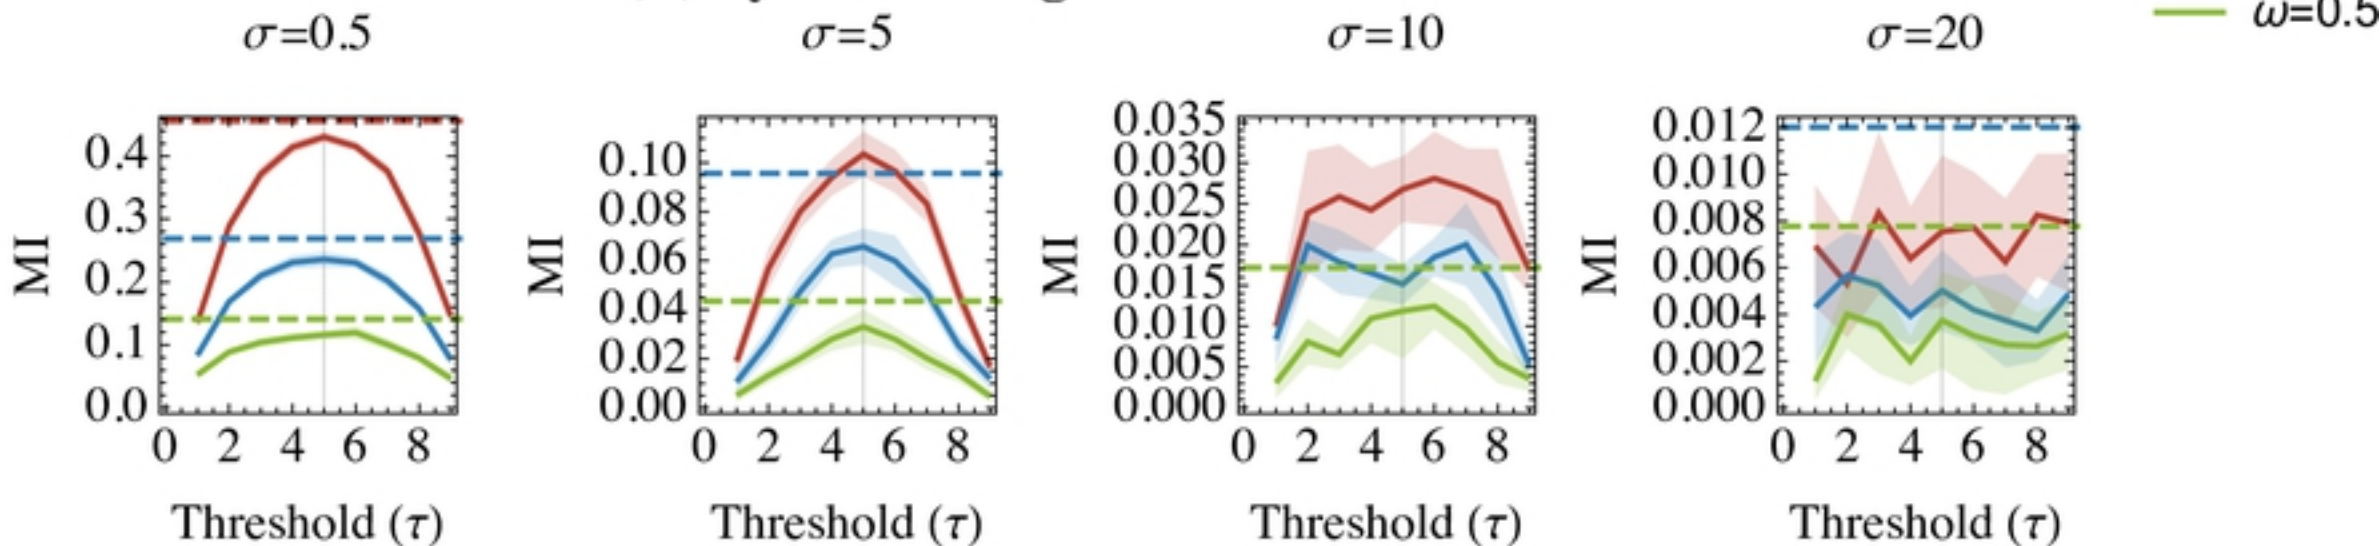 ω=0.5
σ=0.5 σ=5 σ=10 σ=20
MI 0.4 0.3 0.2 0.1 0.0
0 2 4 6 8
Threshold (τ)
MI 0.10 0.08 0.06 0.04 0.02 0.00
0 2 4 6 8
Threshold (τ)
MI 0.035 0.030 0.025 0.020 0.015 0.010 0.005 0.000
0 2 4 6 8
Threshold (τ)
MI 0.012 0.010 0.008 0.006 0.004 0.002 0.000
0 2 4 6 8
Threshold (τ)